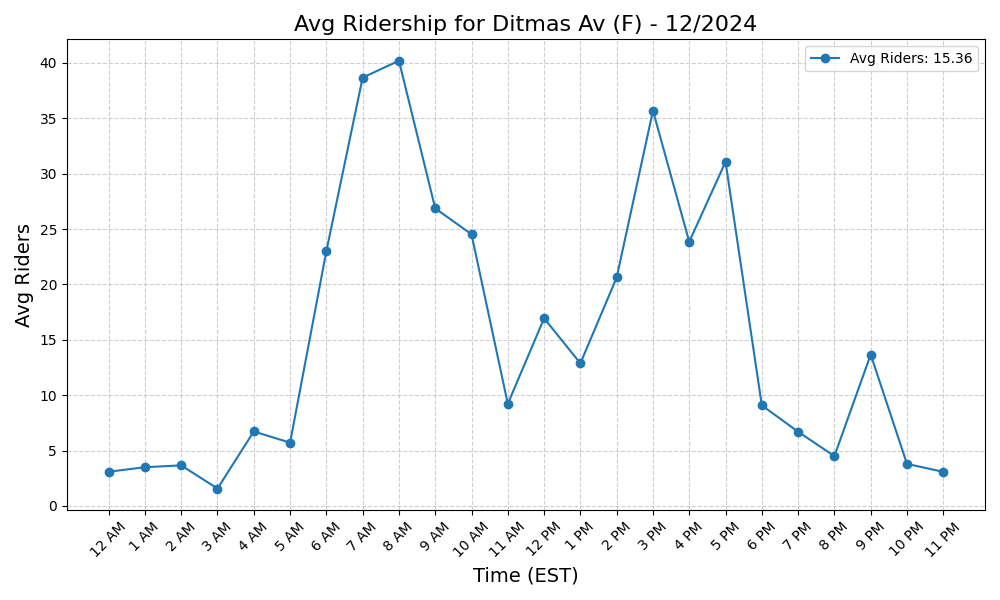 Avg Ridership for Ditmas Av (F) - 12/2024
Avg Riders: 15.36
Avg Riders
40
35
30
25
20
15
10
5
0
12 AM
1 AM
2 AM
3 AM
4 AM
5 AM
6 AM
7 AM
8 AM
9 AM
10 AM
11 AM
12 PM
1 PM
2 PM
3 PM
4 PM
5 PM
6 PM
7 PM
8 PM
9 PM
10 PM
11 PM
Time (EST)